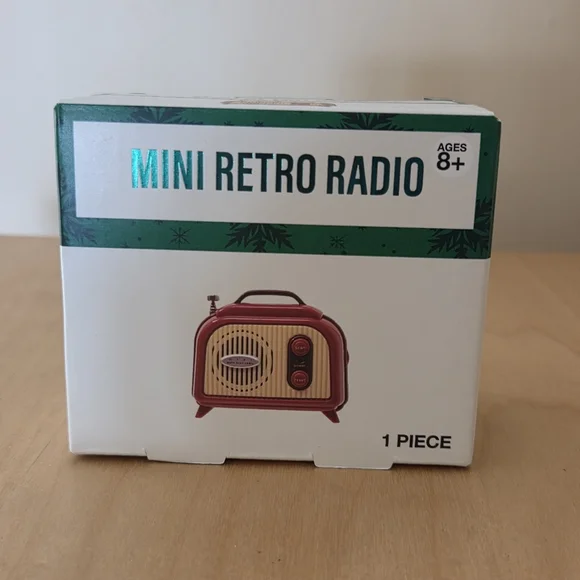 MINI RETRO RADIO
AGES
8+
1 PIECE